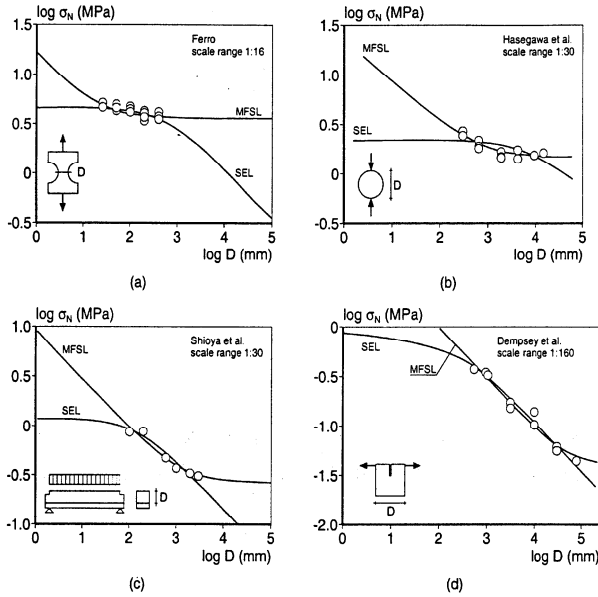 log σN (MPa)
1.5
Ferro
scale range 1:16
1.0
MFSL
0.5
SEL
D
0
-0.5
0 1 2 3 4 5
log D (mm)
(a)
log σN (MPa)
1.5
Hasegawa et al.
scale range 1:30
MFSL
1.0
0.5
SEL
0
D
-0.5
0 1 2 3 4 5
log D (mm)
(b)
log σN (MPa)
-1.0
Shioya et al.
scale range 1:30
MFSL
0.5
SEL
0
-0.5
D
-1.0
0 1 2 3 4 5
log D (mm)
(c)
log σN (MPa)
0
Dempsey et al.
scale range 1:160
SEL
MFSL
-0.5
-1.0
-1.5
D
-2.0
0 1 2 3 4 5
log D (mm)
(d)